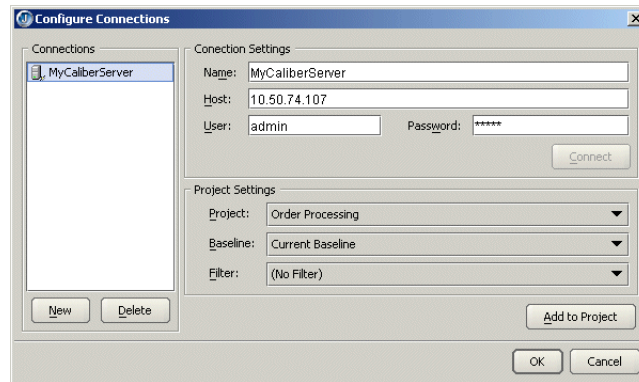 Configure Connections
Connections
MyCaliberServer
New
Delete
Conection Settings
Name: MyCaliberServer
Host: 10.50.74.107
User: admin Password: *****
Connect
Project Settings
Project: Order Processing
Baseline: Current Baseline
Filter: (No Filter)
Add to Project
OK
Cancel